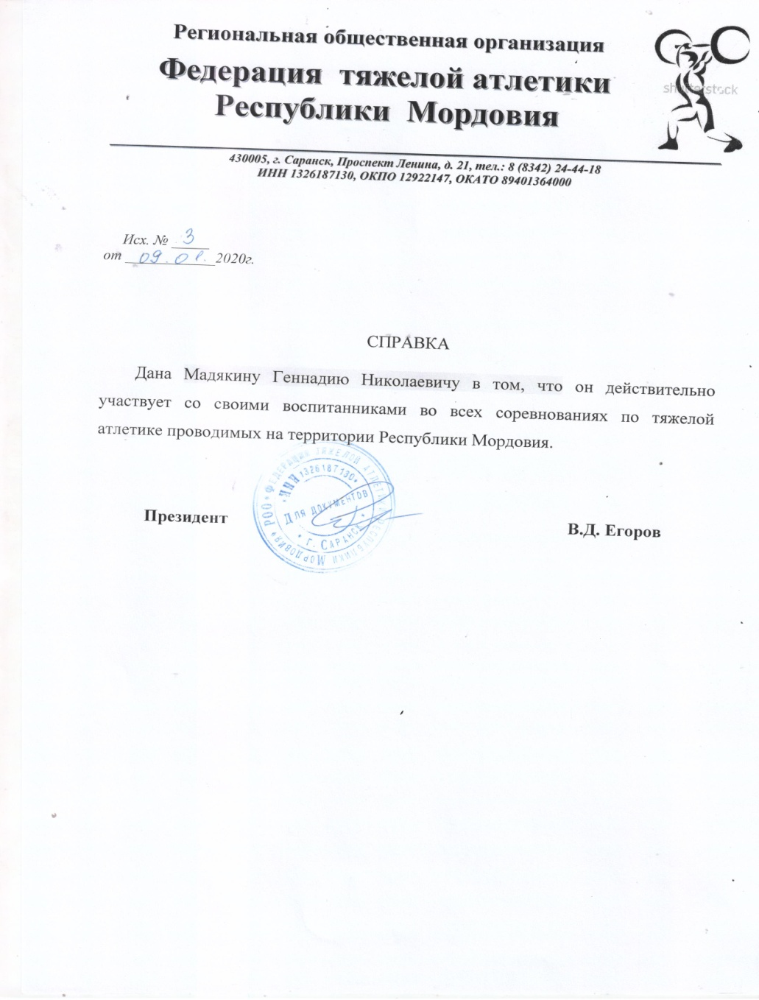 Региональная общественная организация
Федерация тяжелой атлетики
Республики Мордовия
shutterstock
430005, г. Саранск, Проспект Ленина, д. 21, тел.: 8 (8342) 24-44-18
ИНН 1326187130, ОКПО 12922147, ОКАТО 89401364000
Исх. № 3
от 09.01. 2020г.
СПРАВКА
Дана Мадякину Геннадию Николаевичу в том, что он действительно
участвует со своими воспитанниками во всех соревнованиях по тяжелой
атлетике проводимых на территории Республики Мордовия.
РОО «ФЕДЕРАЦИЯ ТЯЖЕЛОЙ АТЛЕТИКИ РЕСПУБЛИКИ МОРДОВИЯ»
ИНН 1326187130
ДЛЯ ДОКУМЕНТОВ
Г. САРАНСК
Президент
В.Д. Егоров